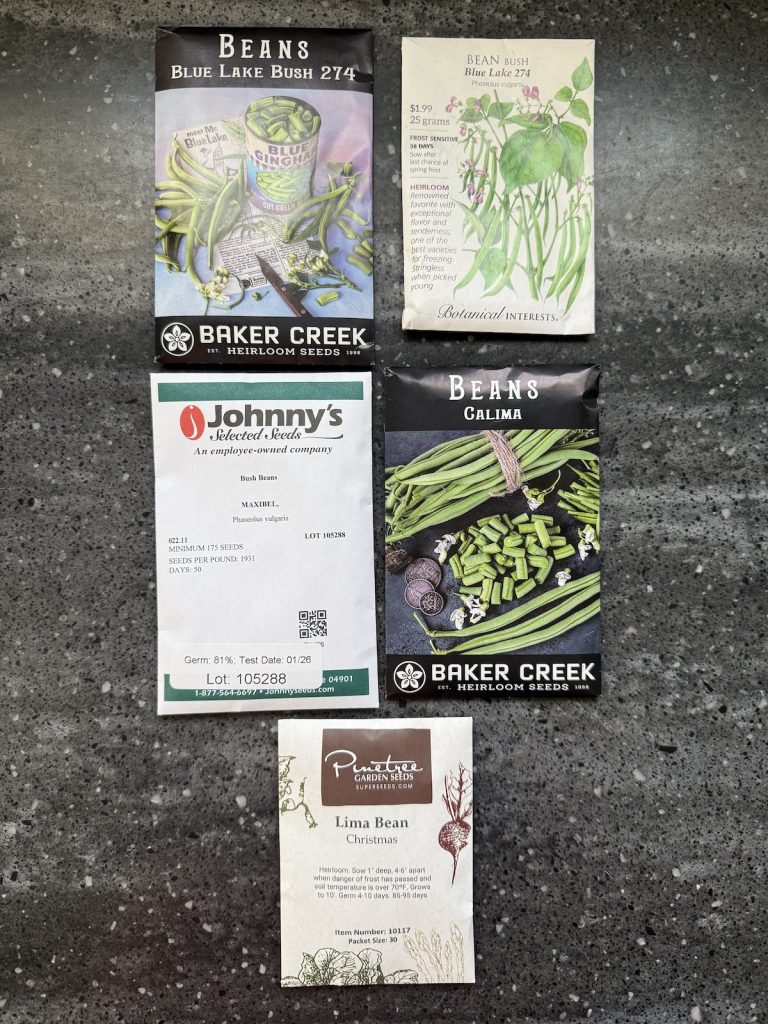 BEANS
BLUE LAKE BUSH 274
meet Mr.
BlueLake
BLUE
GINGHAM
CUT GREEN
BAKER CREEK
EST. HEIRLOOM SEEDS 1998
BEAN BUSH
Blue Lake 274
Phaseolus vulgaris
$1.99
25 grams
FROST SENSITIVE
58 DAYS
Sow after
last chance of
spring frost
HEIRLOOM
Renowned
favorite with
exceptional
flavor and
tenderness;
one of the
best varieties
for freezing.
Stringless
when picked
young.
Botanical INTERESTS®
Johnny's
Selected Seeds
An employee-owned company
Bush Beans
MAXIBEL,
Phaseolus vulgaris
022.11
LOT 105288
MINIMUM 175 SEEDS
SEEDS PER POUND: 1931
DAYS: 50
Germ: 81%; Test Date: 01/26
Lot: 105288
04901
1-877-564-6697 • Johnnyseeds.com
BEANS
CALIMA
BAKER CREEK
EST. HEIRLOOM SEEDS 1998
Pinetree
GARDEN SEEDS
SUPERSEEDS.COM
Lima Bean
Christmas
Heirloom. Sow 1" deep, 4-6" apart
when danger of frost has passed and
soil temperature is over 70ºF. Grows
to 10'. Germ 4-10 days. 85-95 days
Item Number: 10117
Packet Size: 30